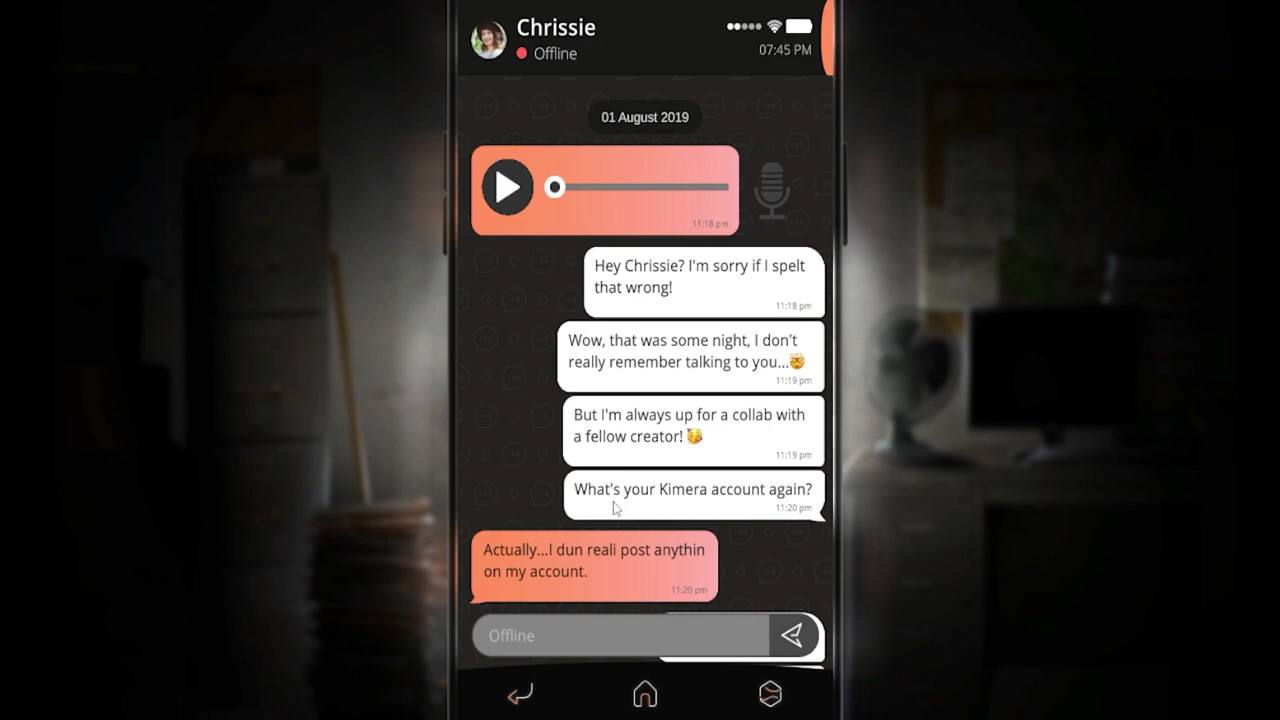 Chrissie
Offline
07:45 PM
01 August 2019
11:18 pm
Hey Chrissie? I'm sorry if I spelt
that wrong!
11:18 pm
Wow, that was some night, I don't
really remember talking to you...🤯
11:19 pm
But I'm always up for a collab with
a fellow creator! 🥳
11:19 pm
What's your Kimera account again?
11:20 pm
Actually...I dun reali post anythin
on my account.
11:20 pm
Offline